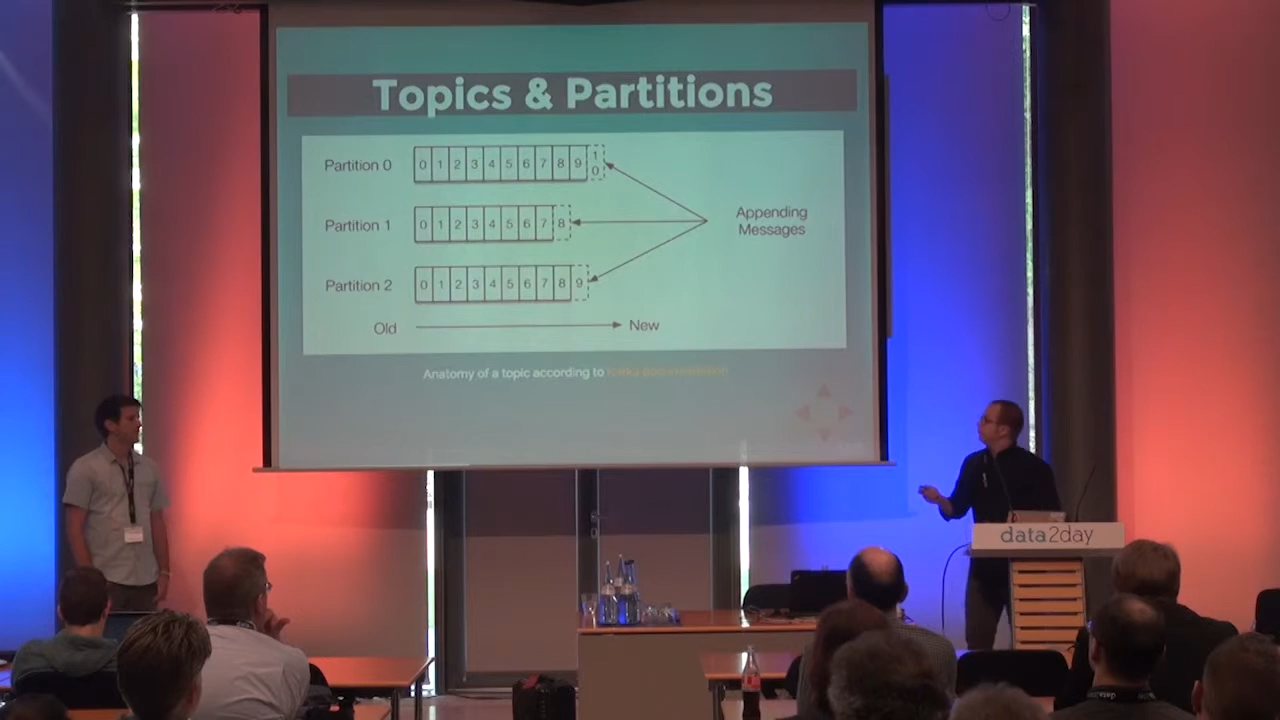 Topics & Partitions
Partition 0
0 1 2 3 4 5 6 7 8 9 10
Partition 1
0 1 2 3 4 5 6 7 8
Appending
Messages
Partition 2
0 1 2 3 4 5 6 7 8 9
Old
New
Anatomy of a topic according to
data2day